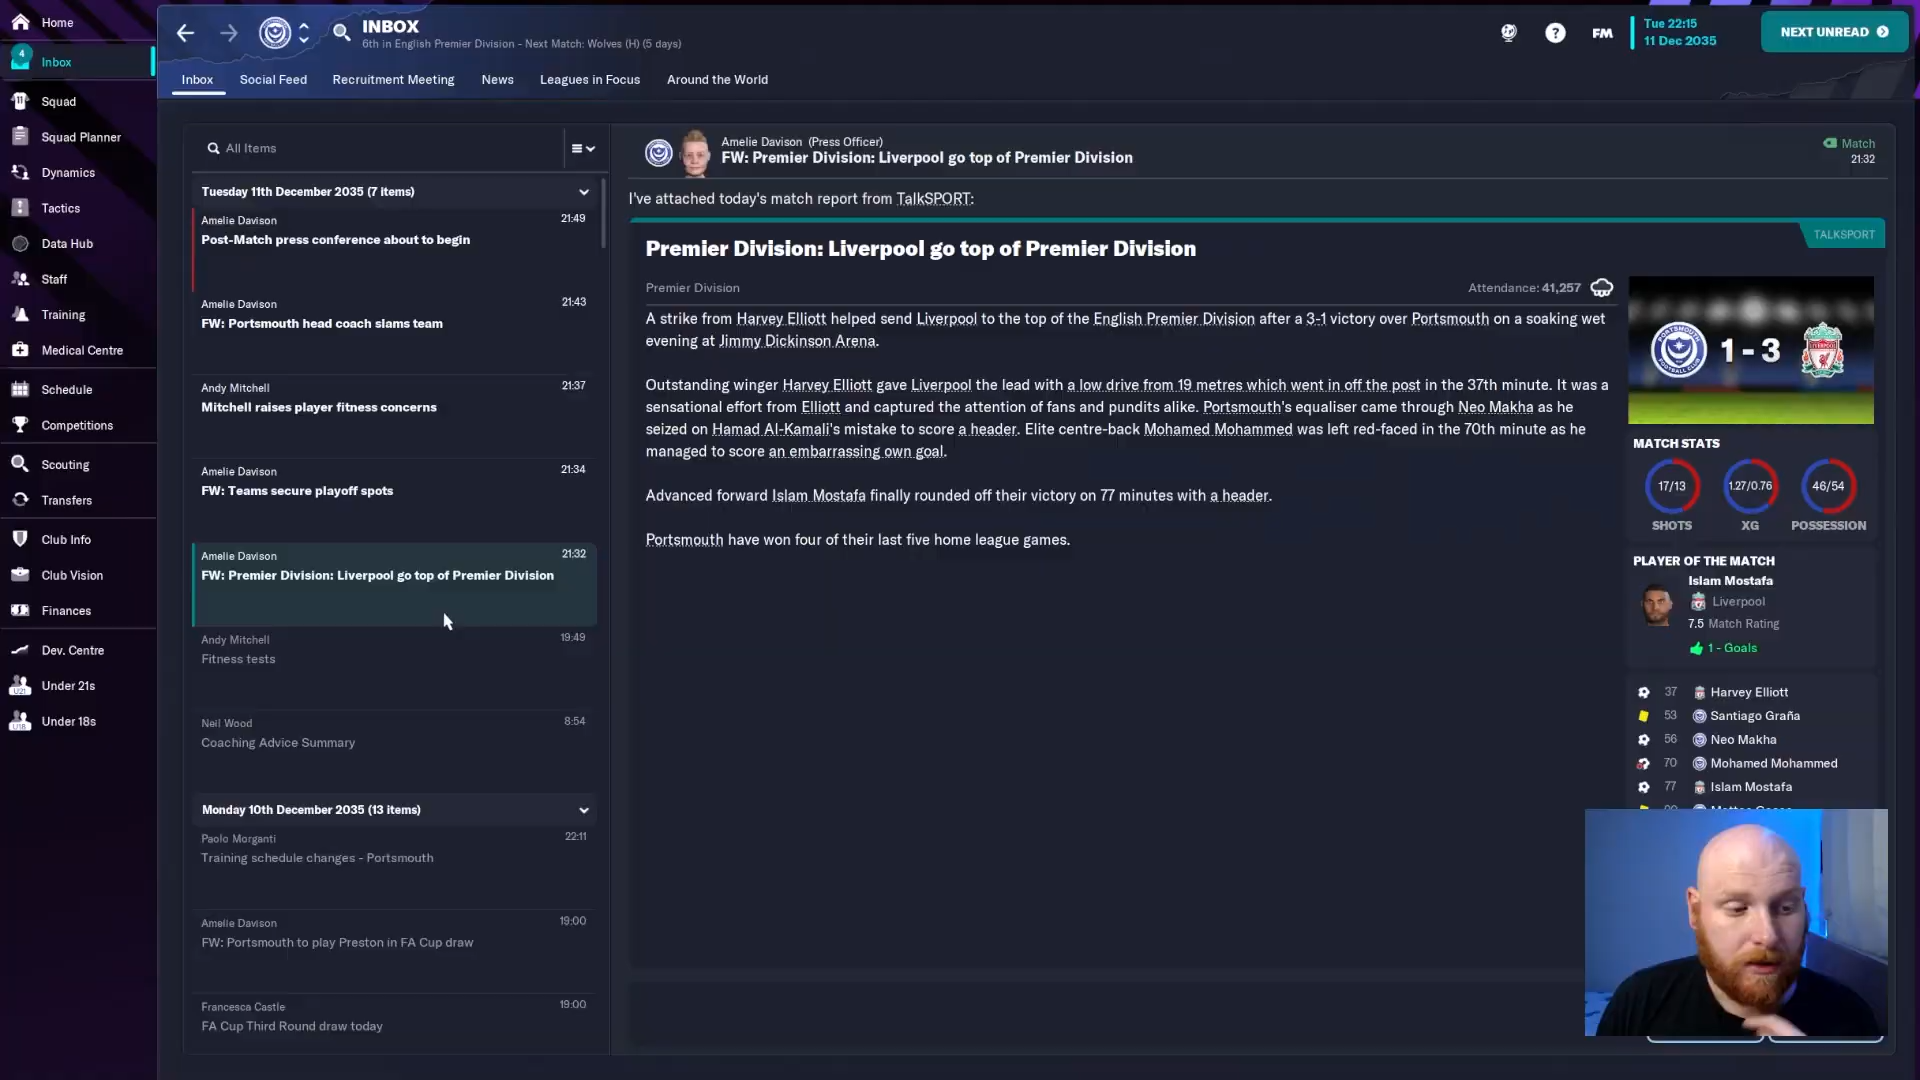 Home
4
Inbox
Squad
Squad Planner
Dynamics
Tactics
Data Hub
Staff
Training
Medical Centre
Schedule
Competitions
Scouting
Transfers
Club Info
Club Vision
Finances
Dev. Centre
U21
Under 21s
U18
Under 18s
INBOX
6th in English Premier Division - Next Match: Wolves (H) (5 days)
?
FM
Tue 22:15
11 Dec 2035
NEXT UNREAD
Inbox
Social Feed
Recruitment Meeting
News
Leagues in Focus
Around the World
All Items
Tuesday 11th December 2035 (7 items)
Amelie Davison 21:49
Post-Match press conference about to begin
Amelie Davison 21:43
FW: Portsmouth head coach slams team
Andy Mitchell 21:37
Mitchell raises player fitness concerns
Amelie Davison 21:34
FW: Teams secure playoff spots
Amelie Davison 21:32
FW: Premier Division: Liverpool go top of Premier Division
Andy Mitchell 19:49
Fitness tests
Neil Wood 8:54
Coaching Advice Summary
Monday 10th December 2035 (13 items)
Paolo Morganti 22:11
Training schedule changes - Portsmouth
Amelie Davison 19:00
FW: Portsmouth to play Preston in FA Cup draw
Francesca Castle 19:00
FA Cup Third Round draw today
Amelie Davison (Press Officer)
FW: Premier Division: Liverpool go top of Premier Division
Match
21:32
I've attached today's match report from TalkSPORT:
TALKSPORT
Premier Division: Liverpool go top of Premier Division
Premier Division Attendance: 41,257
A strike from Harvey Elliott helped send Liverpool to the top of the English Premier Division after a 3-1 victory over Portsmouth on a soaking wet
evening at Jimmy Dickinson Arena.
Outstanding winger Harvey Elliott gave Liverpool the lead with a low drive from 19 metres which went in off the post in the 37th minute. It was a
sensational effort from Elliott and captured the attention of fans and pundits alike. Portsmouth's equaliser came through Neo Makha as he
seized on Hamad Al-Kamali's mistake to score a header. Elite centre-back Mohamed Mohammed was left red-faced in the 70th minute as he
managed to score an embarrassing own goal.
Advanced forward Islam Mostafa finally rounded off their victory on 77 minutes with a header.
Portsmouth have won four of their last five home league games.
1 - 3
MATCH STATS
17/13
1.27/0.76
46/54
SHOTS
XG
POSSESSION
PLAYER OF THE MATCH
Islam Mostafa
Liverpool
7.5 Match Rating
1 - Goals
37 Harvey Elliott
53 Santiago Graña
56 Neo Makha
70 Mohamed Mohammed
77 Islam Mostafa